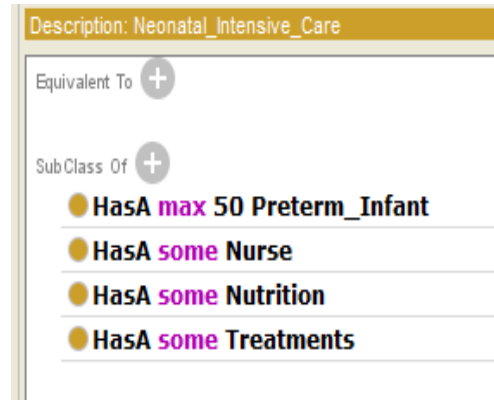 Description: Neonatal_Intensive_Care
Equivalent To
SubClass Of
HasA max 50 Preterm_Infant
HasA some Nurse
HasA some Nutrition
HasA some Treatments